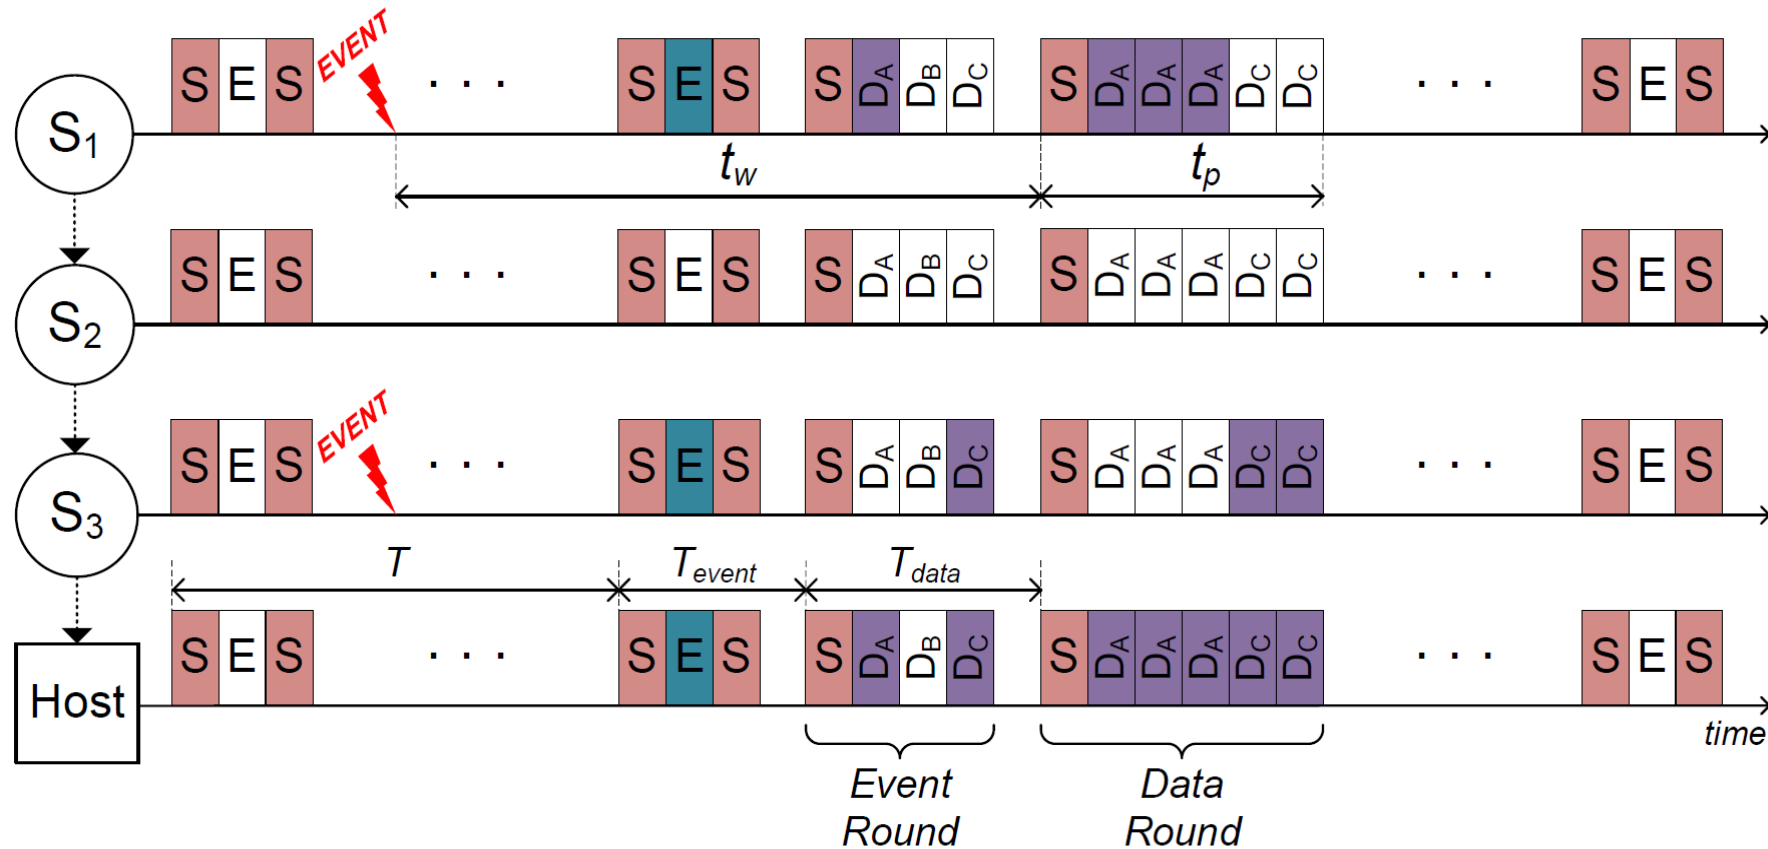 EVENT
S E S · · · S E S S DA DB DC S DA DA DA DC DC · · · S E S
S1
tw tp
S E S · · · S E S S DA DB DC S DA DA DA DC DC · · · S E S
S2
EVENT
S E S · · · S E S S DA DB DC S DA DA DA DC DC · · · S E S
S3
T Tevent Tdata
S E S · · · S E S S DA DB DC S DA DA DA DC DC · · · S E S
Host
time
Event Data
Round Round